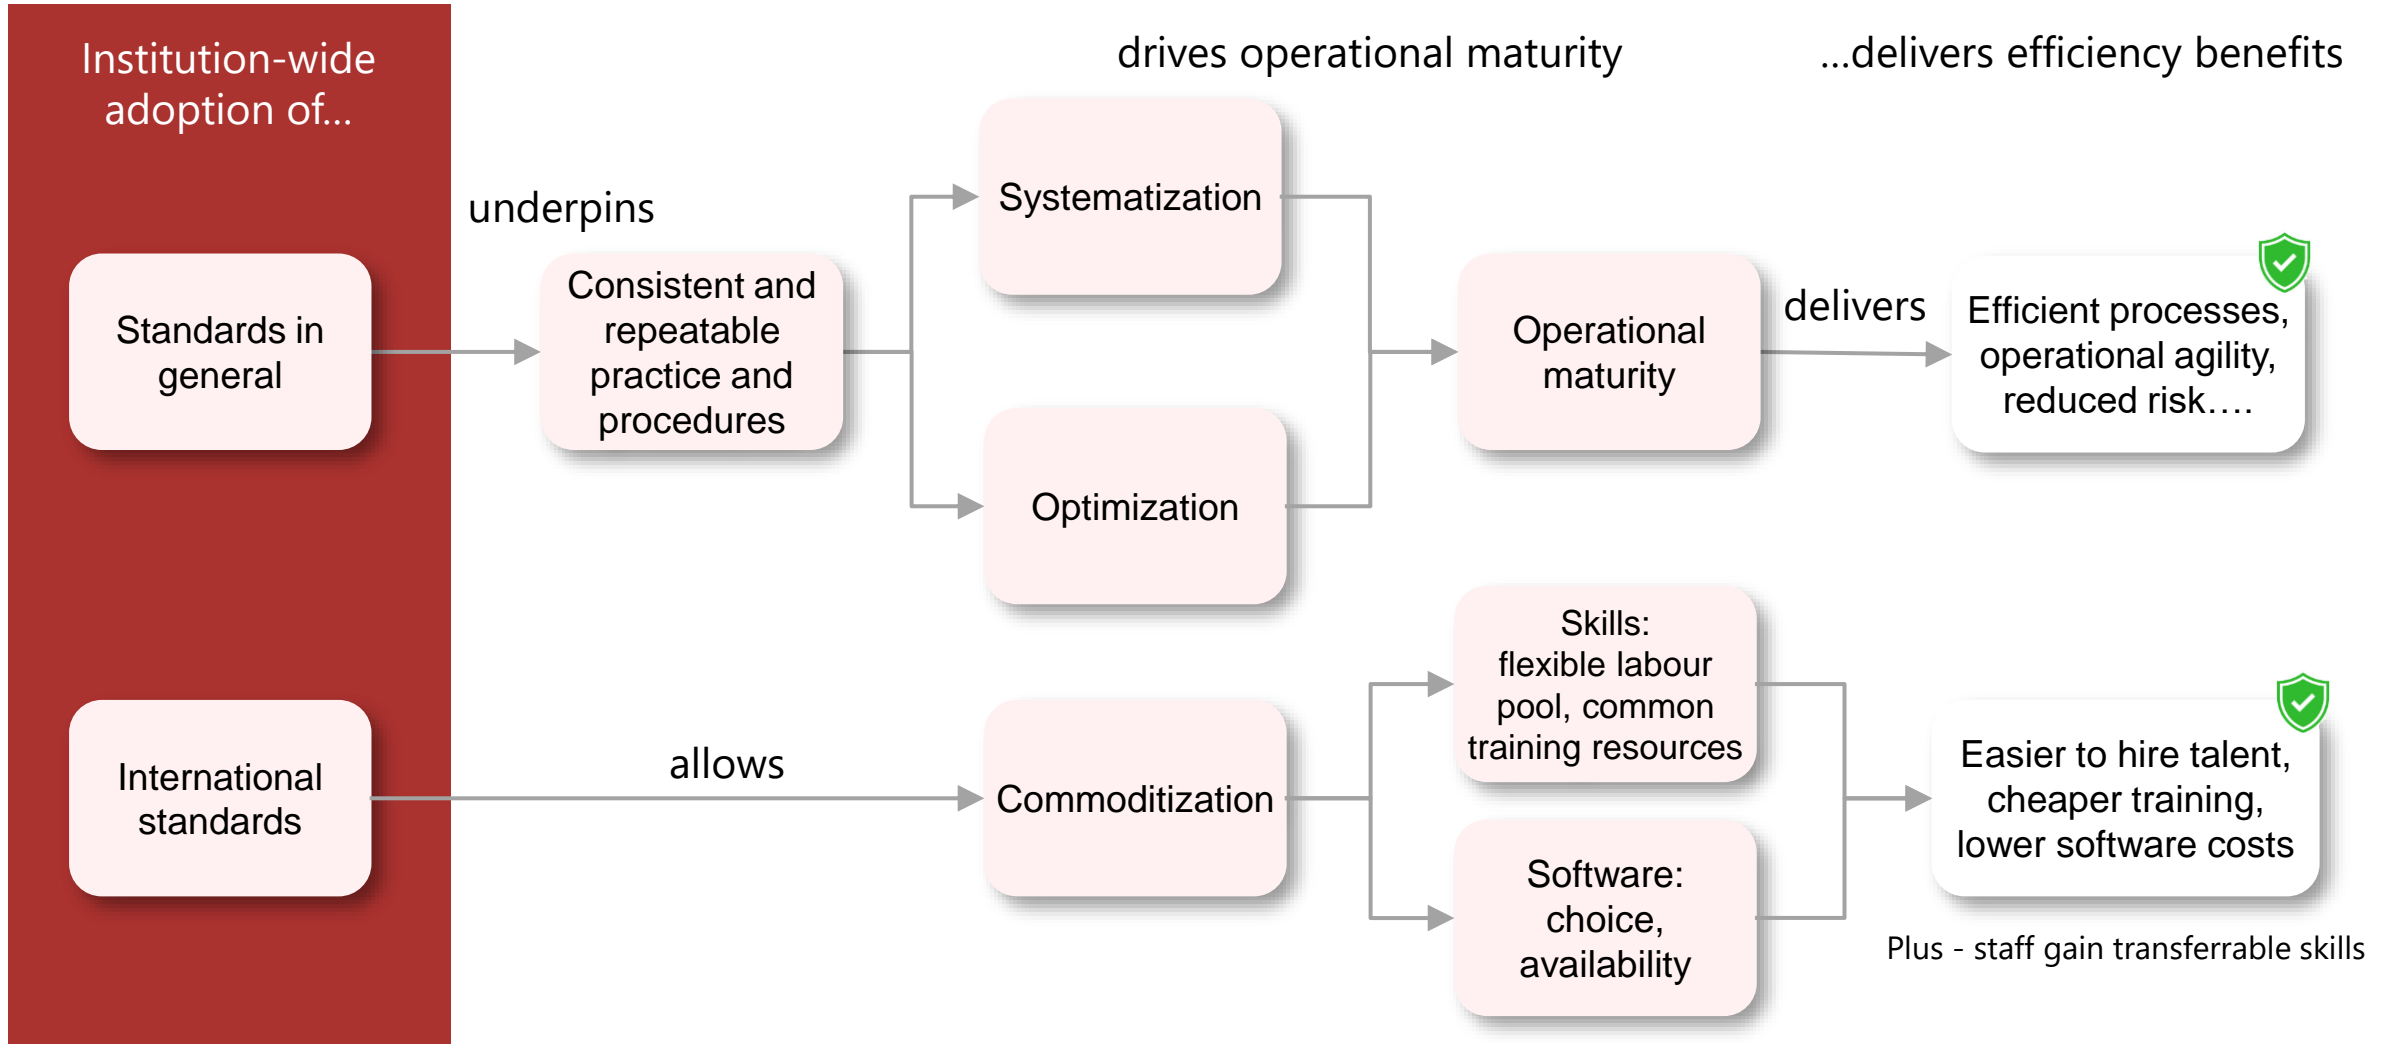 Institution-wide
adoption of...
drives operational maturity
...delivers efficiency benefits
underpins
Standards in
general
Consistent and
repeatable
practice and
procedures
Systematization
Optimization
Operational
maturity
delivers
Efficient processes,
operational agility,
reduced risk....
International
standards
allows
Commoditization
Skills:
flexible labour
pool, common
training resources
Software:
choice,
availability
Easier to hire talent,
cheaper training,
lower software costs
Plus - staff gain transferrable skills